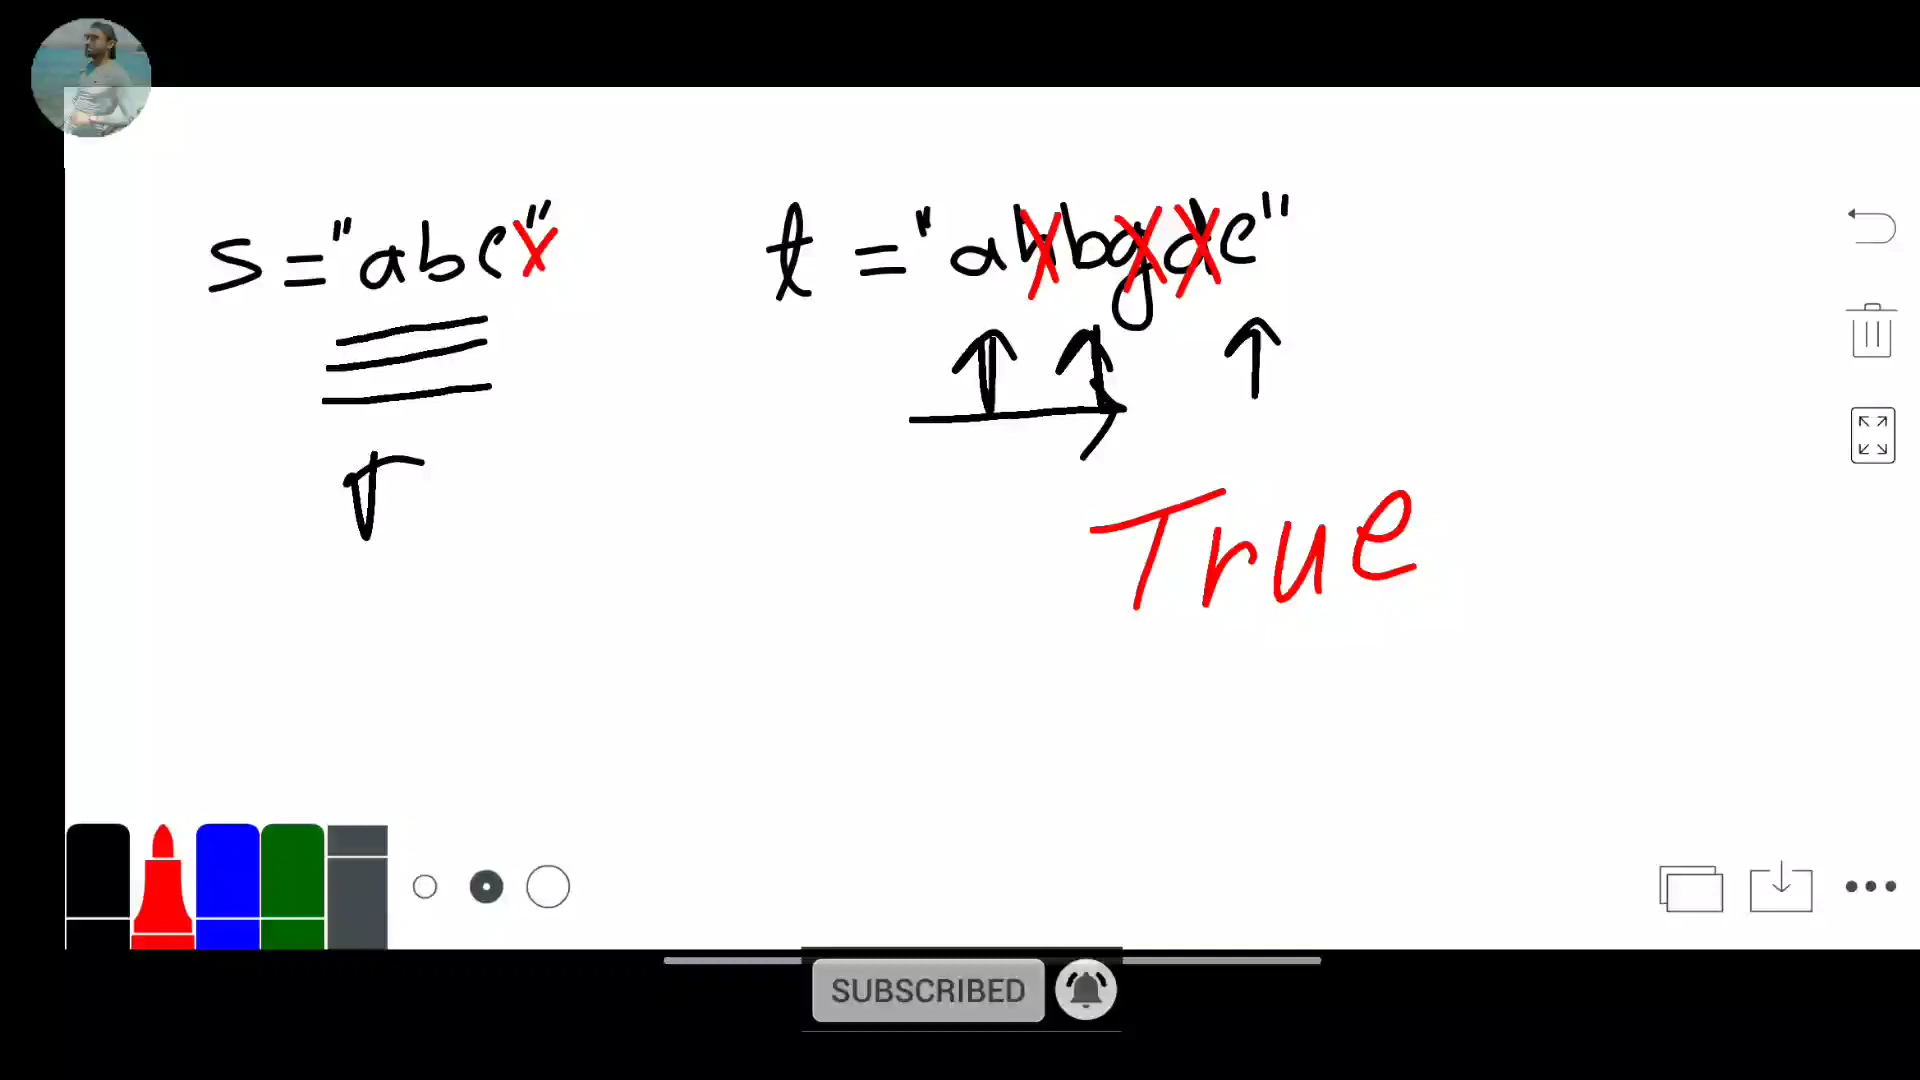 s = "abc"
t = "ahbgdc"
True
SUBSCRIBED